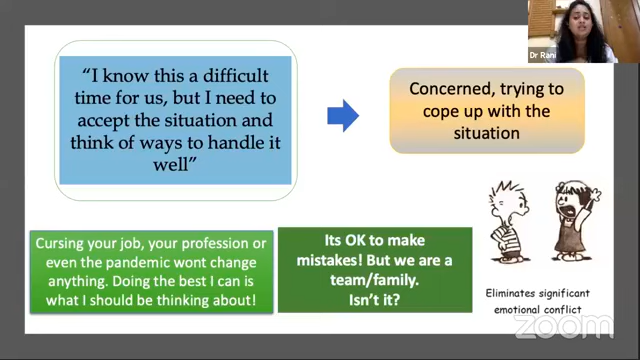 Dr Rani
“I know this a difficult
time for us, but I need to
accept the situation and
think of ways to handle it
well”
Concerned, trying to
cope up with the
situation
Cursing your job, your profession or
even the pandemic wont change
anything. Doing the best I can is
what I should be thinking about!
Its OK to make
mistakes! But we are a
team/family.
Isn’t it?
Eliminates significant
emotional conflict
zoom